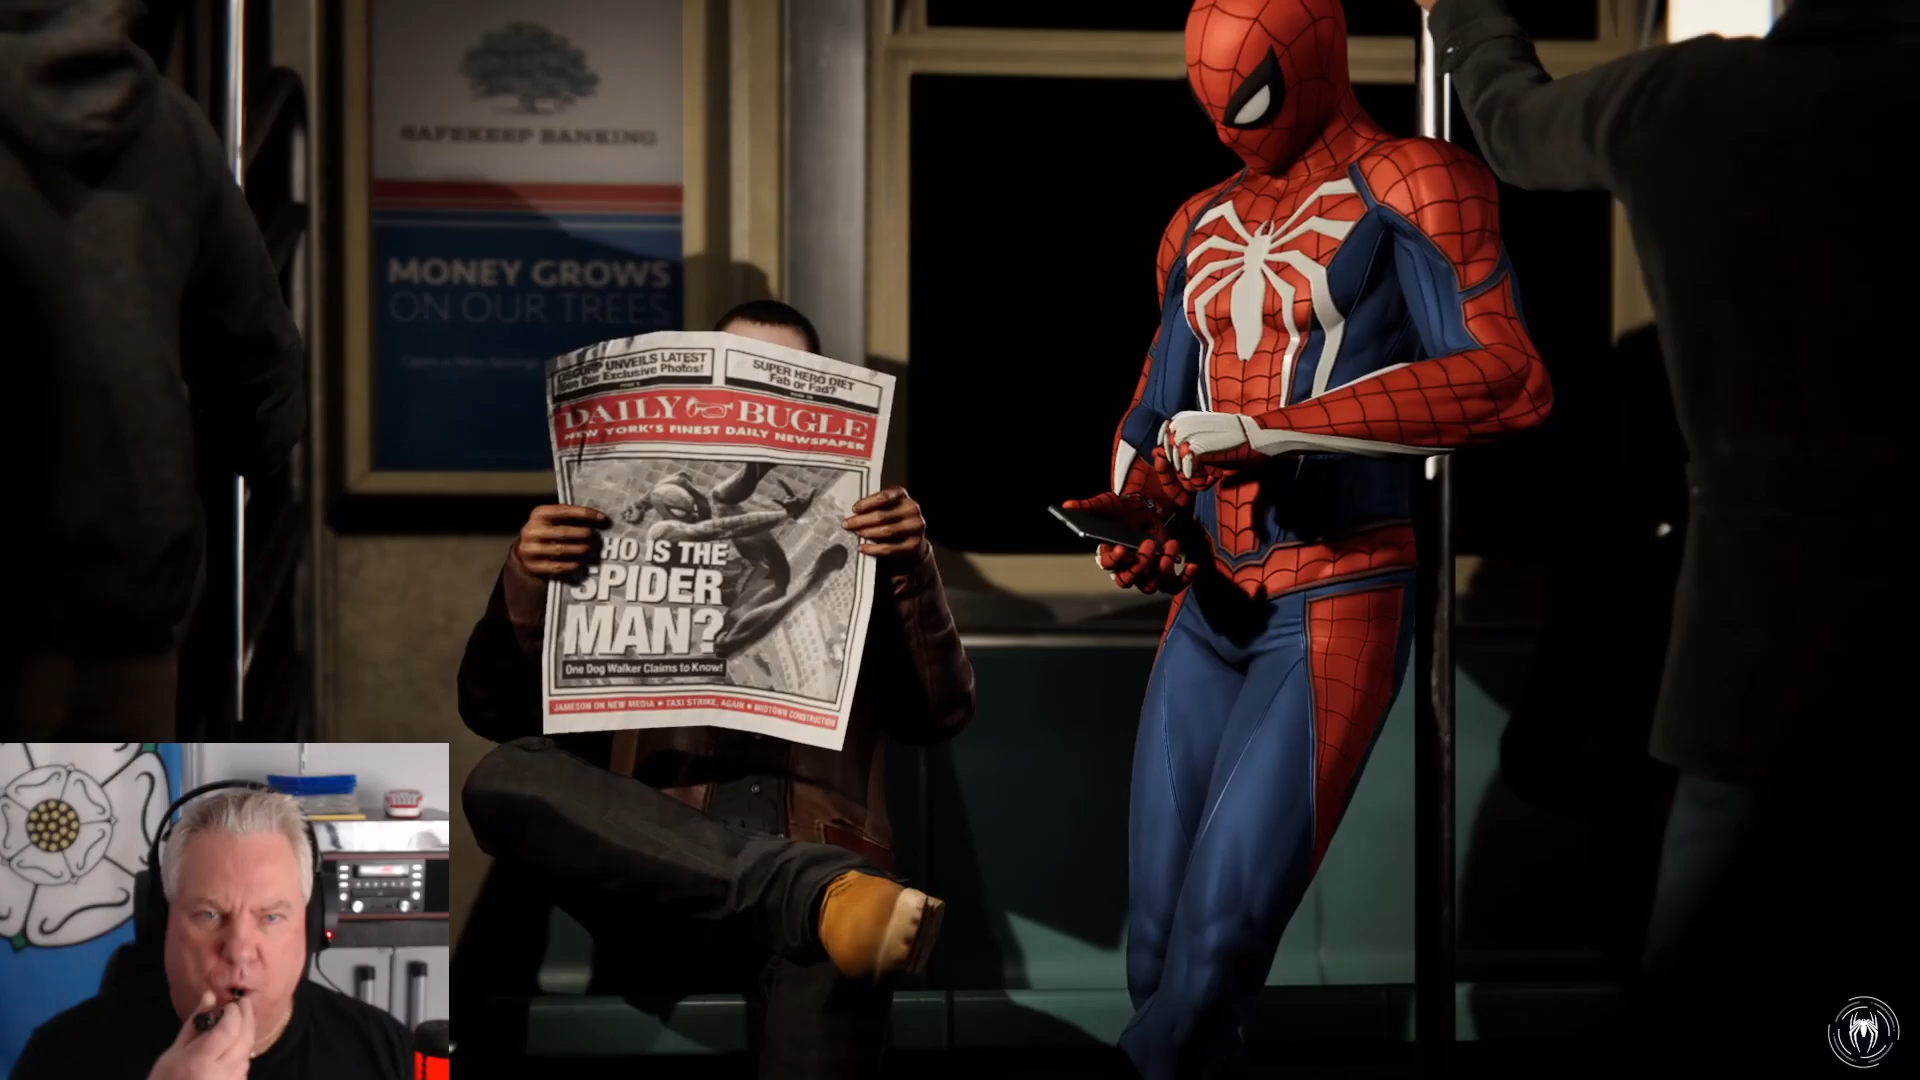 SAFEKEEP BANKING
MONEY GROWS
ON OUR TREES
OSCORP UNVEILS LATEST
See Our Exclusive Photos!
SUPER HERO DIET
Fab or Fad?
DAILY BUGLE
NEW YORK'S FINEST DAILY NEWSPAPER
HO IS THE
SPIDER
MAN?
One Dog Walker Claims to Know!
JAMESON ON NEW MEDIA • TAXI STRIKE, AGAIN • MIDTOWN CONSTRUCTION